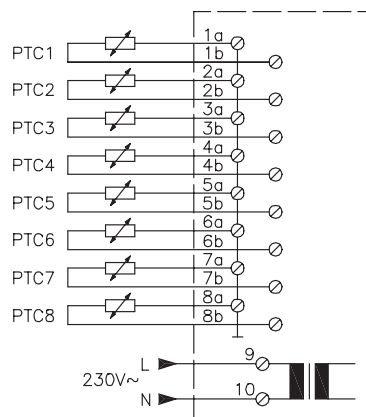 1a
PTC1 1b
2a
PTC2 2b
3a
PTC3 3b
4a
PTC4 4b
5a
PTC5 5b
6a
PTC6 6b
7a
PTC7 7b
8a
PTC8 8b
L 9
230V~
N 10